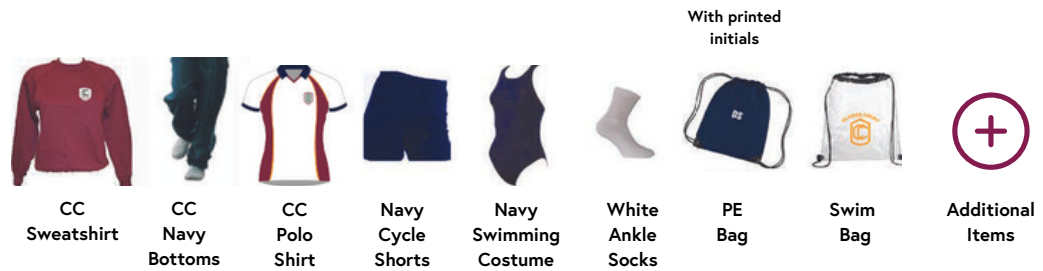 With printed
initials
DS
CC
Sweatshirt
CC
Navy
Bottoms
CC
Polo
Shirt
Navy
Cycle
Shorts
Navy
Swimming
Costume
White
Ankle
Socks
PE
Bag
Swim
Bag
Additional
Items